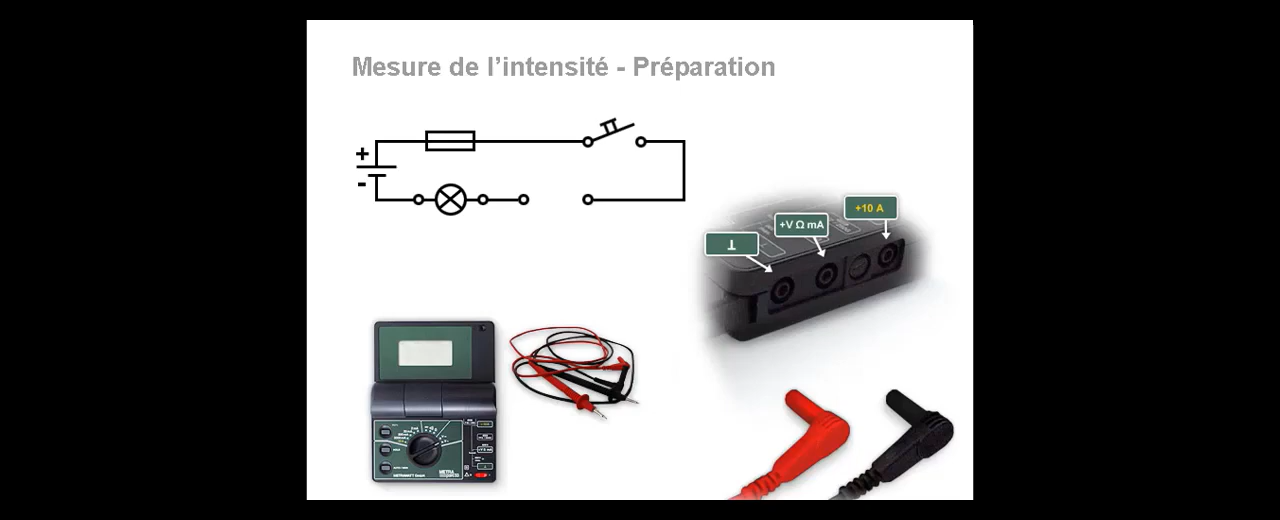 Mesure de l’intensité - Préparation
+
-
+10 A
+V Ω mA
⊥